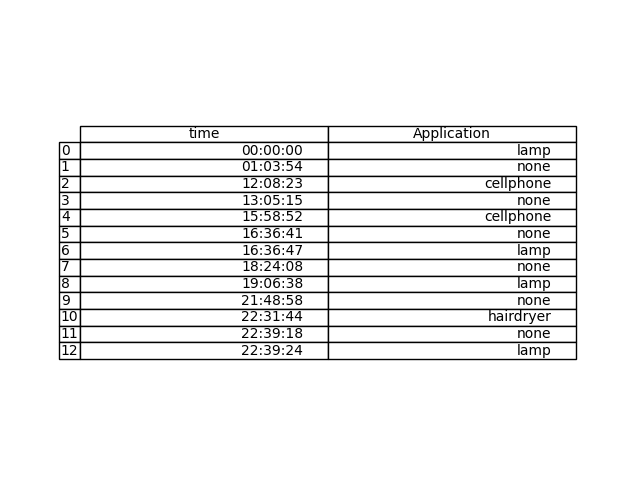 time Application
0 00:00:00 lamp
1 01:03:54 none
2 12:08:23 cellphone
3 13:05:15 none
4 15:58:52 cellphone
5 16:36:41 none
6 16:36:47 lamp
7 18:24:08 none
8 19:06:38 lamp
9 21:48:58 none
10 22:31:44 hairdryer
11 22:39:18 none
12 22:39:24 lamp